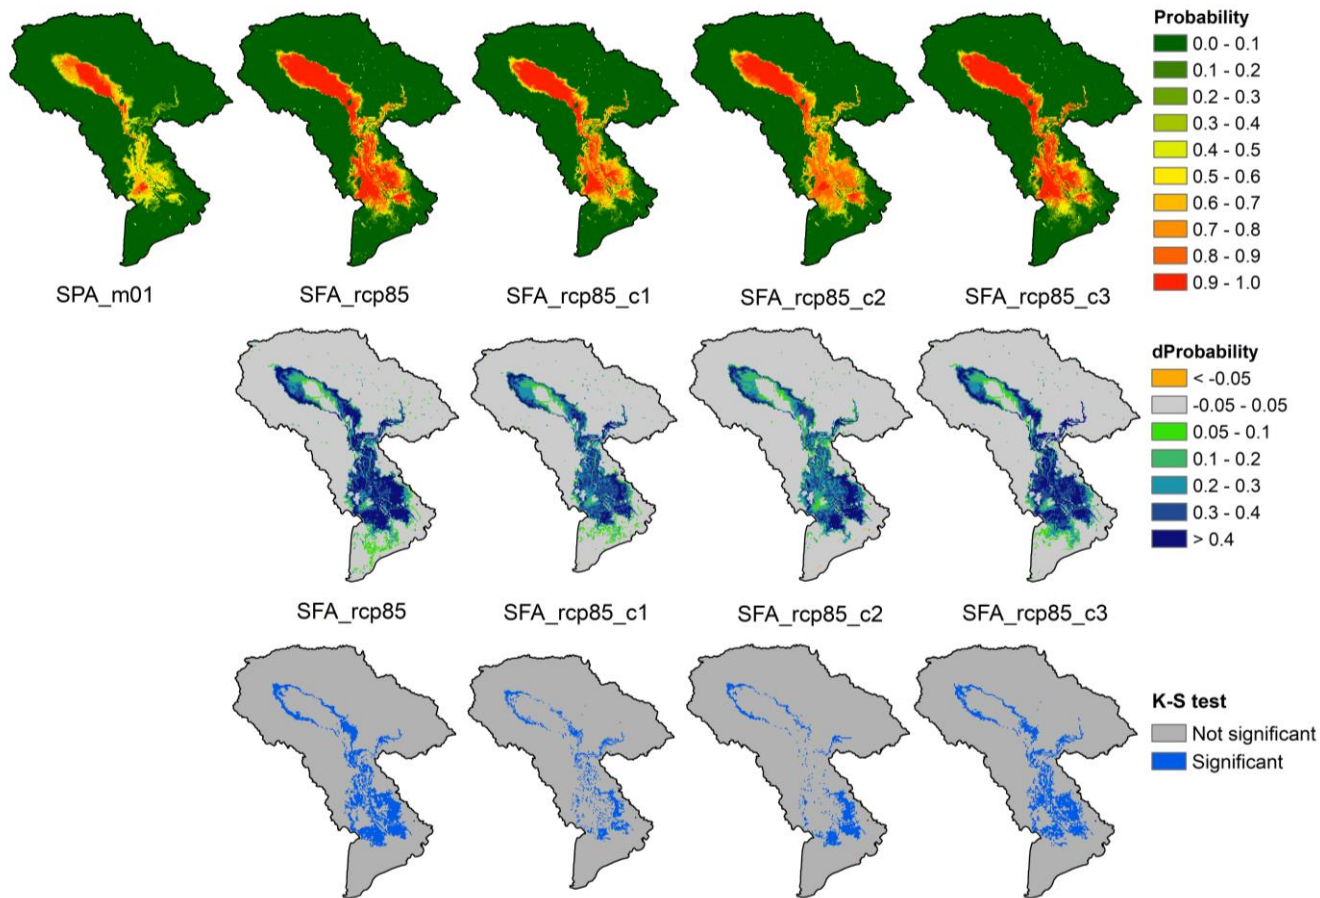 Probability
0.0 - 0.1
0.1 - 0.2
0.2 - 0.3
0.3 - 0.4
0.4 - 0.5
0.5 - 0.6
0.6 - 0.7
0.7 - 0.8
0.8 - 0.9
0.9 - 1.0
SPA_m01
SFA_rcp85
SFA_rcp85_c1
SFA_rcp85_c2
SFA_rcp85_c3
dProbability
< -0.05
-0.05 - 0.05
0.05 - 0.1
0.1 - 0.2
0.2 - 0.3
0.3 - 0.4
> 0.4
SFA_rcp85
SFA_rcp85_c1
SFA_rcp85_c2
SFA_rcp85_c3
K-S test
Not significant
Significant